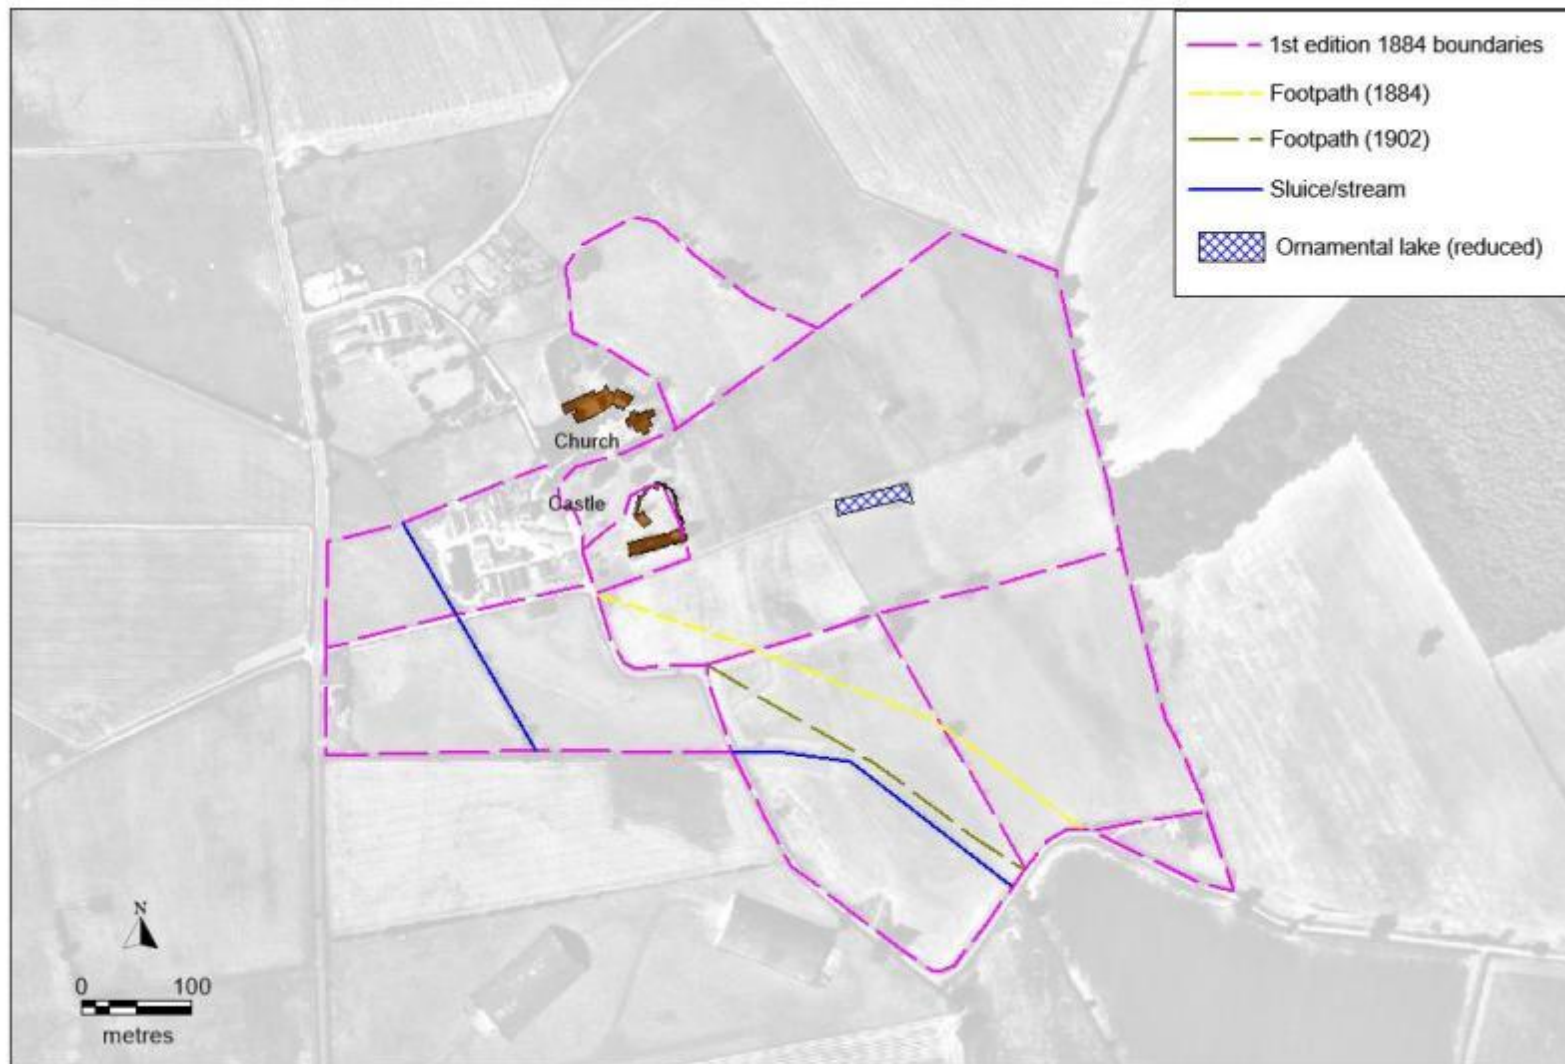 1st edition 1884 boundaries
Footpath (1884)
Footpath (1902)
Sluice/stream
Ornamental lake (reduced)
Church
Castle
N
0 100
metres